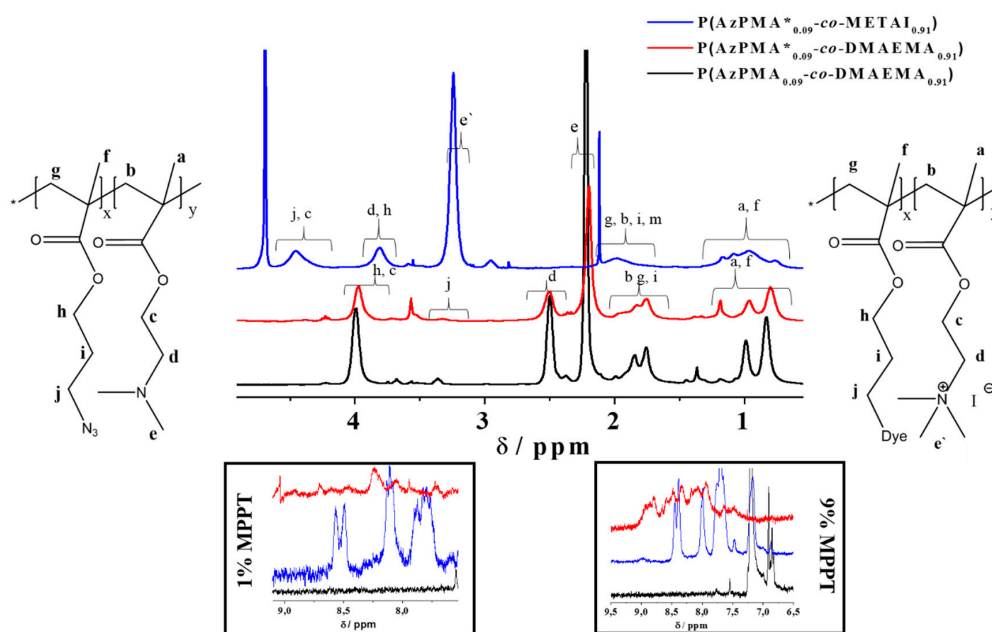 P(AzPMA*0.09-co-METAI0.91)
P(AzPMA*0.09-co-DMAEMA0.91)
P(AzPMA0.09-co-DMAEMA0.91)
e`
e
j, c
d, h
g, b, i, m
a, f
h, c
j
d
b g, i
a, f
4 3 2 1
δ / ppm
f a
g b
* x y
O O O O
h
c
i
d
j
N
N3
e
f a
g b
* x
O O O O
h
c
i
d
j
N ⊕ I ⊖
Dye
e`
1% MPPT
9,0 8,5 8,0
δ / ppm
9% MPPT
9,5 9,0 8,5 8,0 7,5 7,0 6,5
δ / ppm